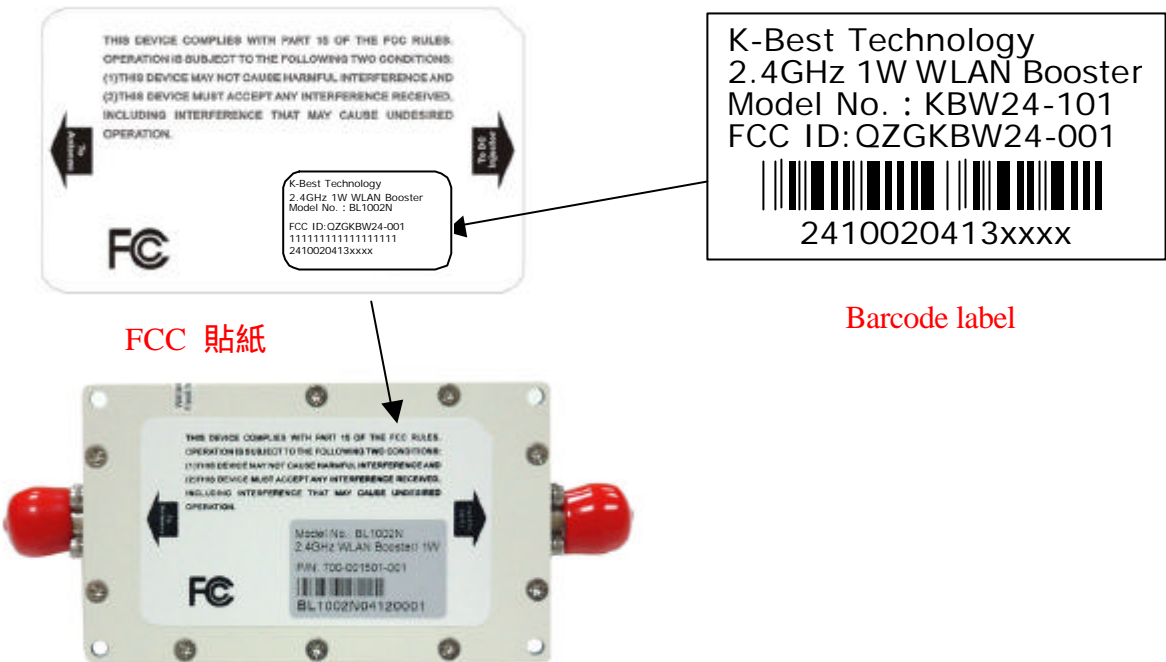 THIS DEVICE COMPLIES WITH PART 15 OF THE FCC RULES.
OPERATION IS SUBJECT TO THE FOLLOWING TWO CONDITIONS:
(1)THIS DEVICE MAY NOT CAUSE HARMFUL INTERFERENCE AND
(2)THIS DEVICE MUST ACCEPT ANY INTERFERENCE RECEIVED,
INCLUDING INTERFERENCE THAT MAY CAUSE UNDESIRED
OPERATION.
To Antenna
To DC Injector
K-Best Technology
2.4GHz 1W WLAN Booster
Model No. : BL1002N
FCC ID:QZGKBW24-001
111111111111111111
2410020413xxxx
FC
K-Best Technology
2.4GHz 1W WLAN Booster
Model No. : KBW24-101
FCC ID:QZGKBW24-001
2410020413xxxx
Barcode label
FCC 貼紙
THIS DEVICE COMPLIES WITH PART 15 OF THE FCC RULES.
OPERATION IS SUBJECT TO THE FOLLOWING TWO CONDITIONS:
(1)THIS DEVICE MAY NOT CAUSE HARMFUL INTERFERENCE AND
(2)THIS DEVICE MUST ACCEPT ANY INTERFERENCE RECEIVED,
INCLUDING INTERFERENCE THAT MAY CAUSE UNDESIRED
OPERATION.
Model No.: BL1002N
2.4GHz WLAN Booster/ 1W
P/N: 700-021501-001
BL1002N04120001
FC